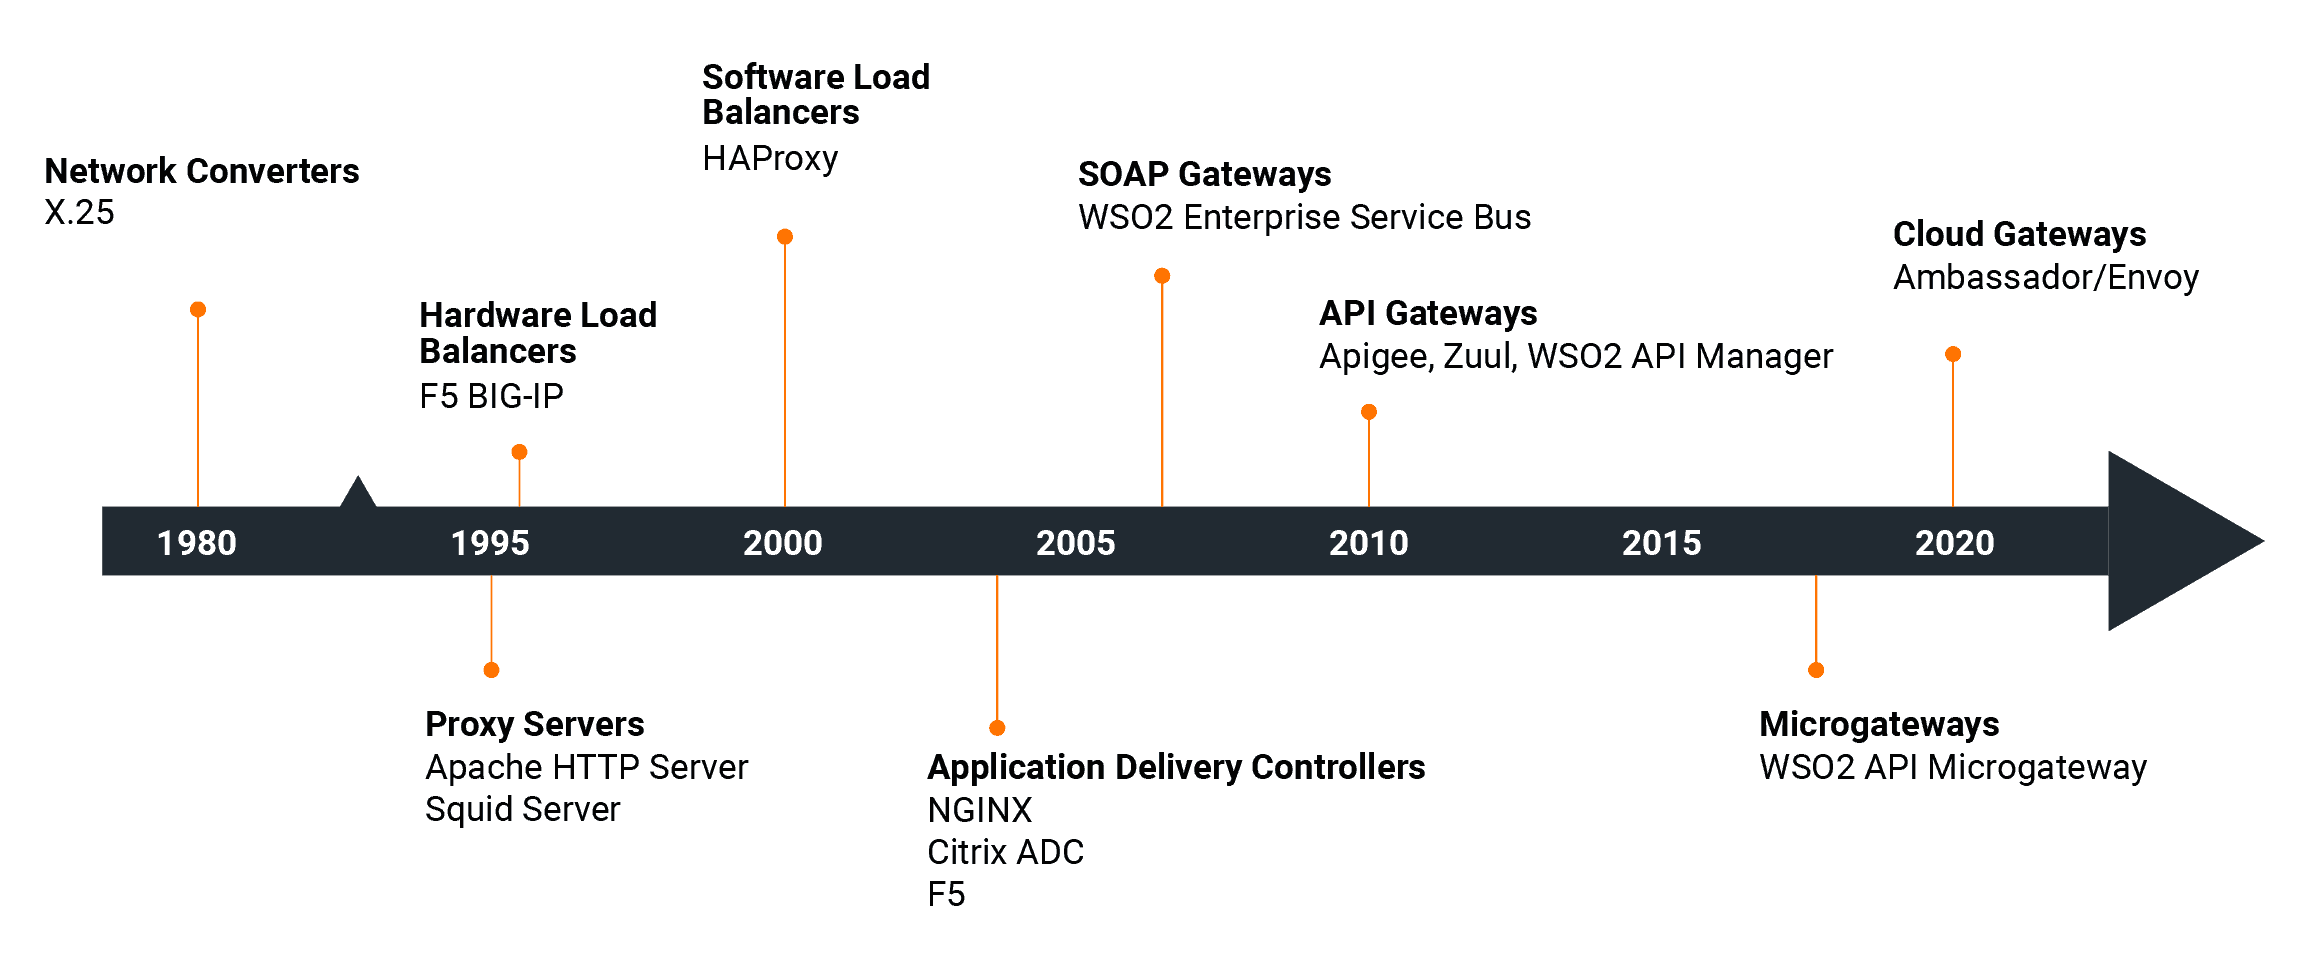 Software Load
Balancers
HAProxy
Network Converters
X.25
SOAP Gateways
WSO2 Enterprise Service Bus
Cloud Gateways
Ambassador/Envoy
Hardware Load
Balancers
F5 BIG-IP
API Gateways
Apigee, Zuul, WSO2 API Manager
1980 1995 2000 2005 2010 2015 2020
Proxy Servers
Apache HTTP Server
Squid Server
Application Delivery Controllers
NGINX
Citrix ADC
F5
Microgateways
WSO2 API Microgateway